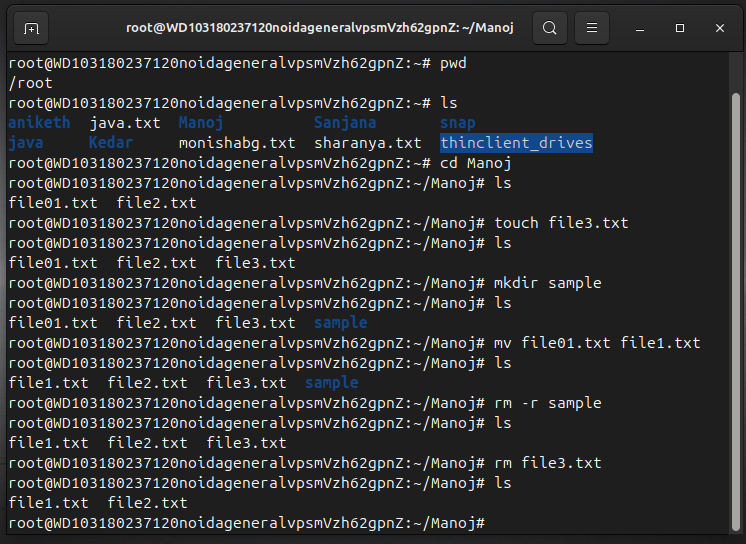 root@WD103180237120noidageneralvpsmVzh62gpnZ: ~/Manoj
root@WD103180237120noidageneralvpsmVzh62gpnZ:~# pwd
/root
root@WD103180237120noidageneralvpsmVzh62gpnZ:~# ls
aniketh  java.txt  Manoj          Sanjana       snap
java     Kedar     monishabg.txt  sharanya.txt  thinclient_drives
root@WD103180237120noidageneralvpsmVzh62gpnZ:~# cd Manoj
root@WD103180237120noidageneralvpsmVzh62gpnZ:~/Manoj# ls
file01.txt  file2.txt
root@WD103180237120noidageneralvpsmVzh62gpnZ:~/Manoj# touch file3.txt
root@WD103180237120noidageneralvpsmVzh62gpnZ:~/Manoj# ls
file01.txt  file2.txt  file3.txt
root@WD103180237120noidageneralvpsmVzh62gpnZ:~/Manoj# mkdir sample
root@WD103180237120noidageneralvpsmVzh62gpnZ:~/Manoj# ls
file01.txt  file2.txt  file3.txt  sample
root@WD103180237120noidageneralvpsmVzh62gpnZ:~/Manoj# mv file01.txt file1.txt
root@WD103180237120noidageneralvpsmVzh62gpnZ:~/Manoj# ls
file1.txt  file2.txt  file3.txt  sample
root@WD103180237120noidageneralvpsmVzh62gpnZ:~/Manoj# rm -r sample
root@WD103180237120noidageneralvpsmVzh62gpnZ:~/Manoj# ls
file1.txt  file2.txt  file3.txt
root@WD103180237120noidageneralvpsmVzh62gpnZ:~/Manoj# rm file3.txt
root@WD103180237120noidageneralvpsmVzh62gpnZ:~/Manoj# ls
file1.txt  file2.txt
root@WD103180237120noidageneralvpsmVzh62gpnZ:~/Manoj#